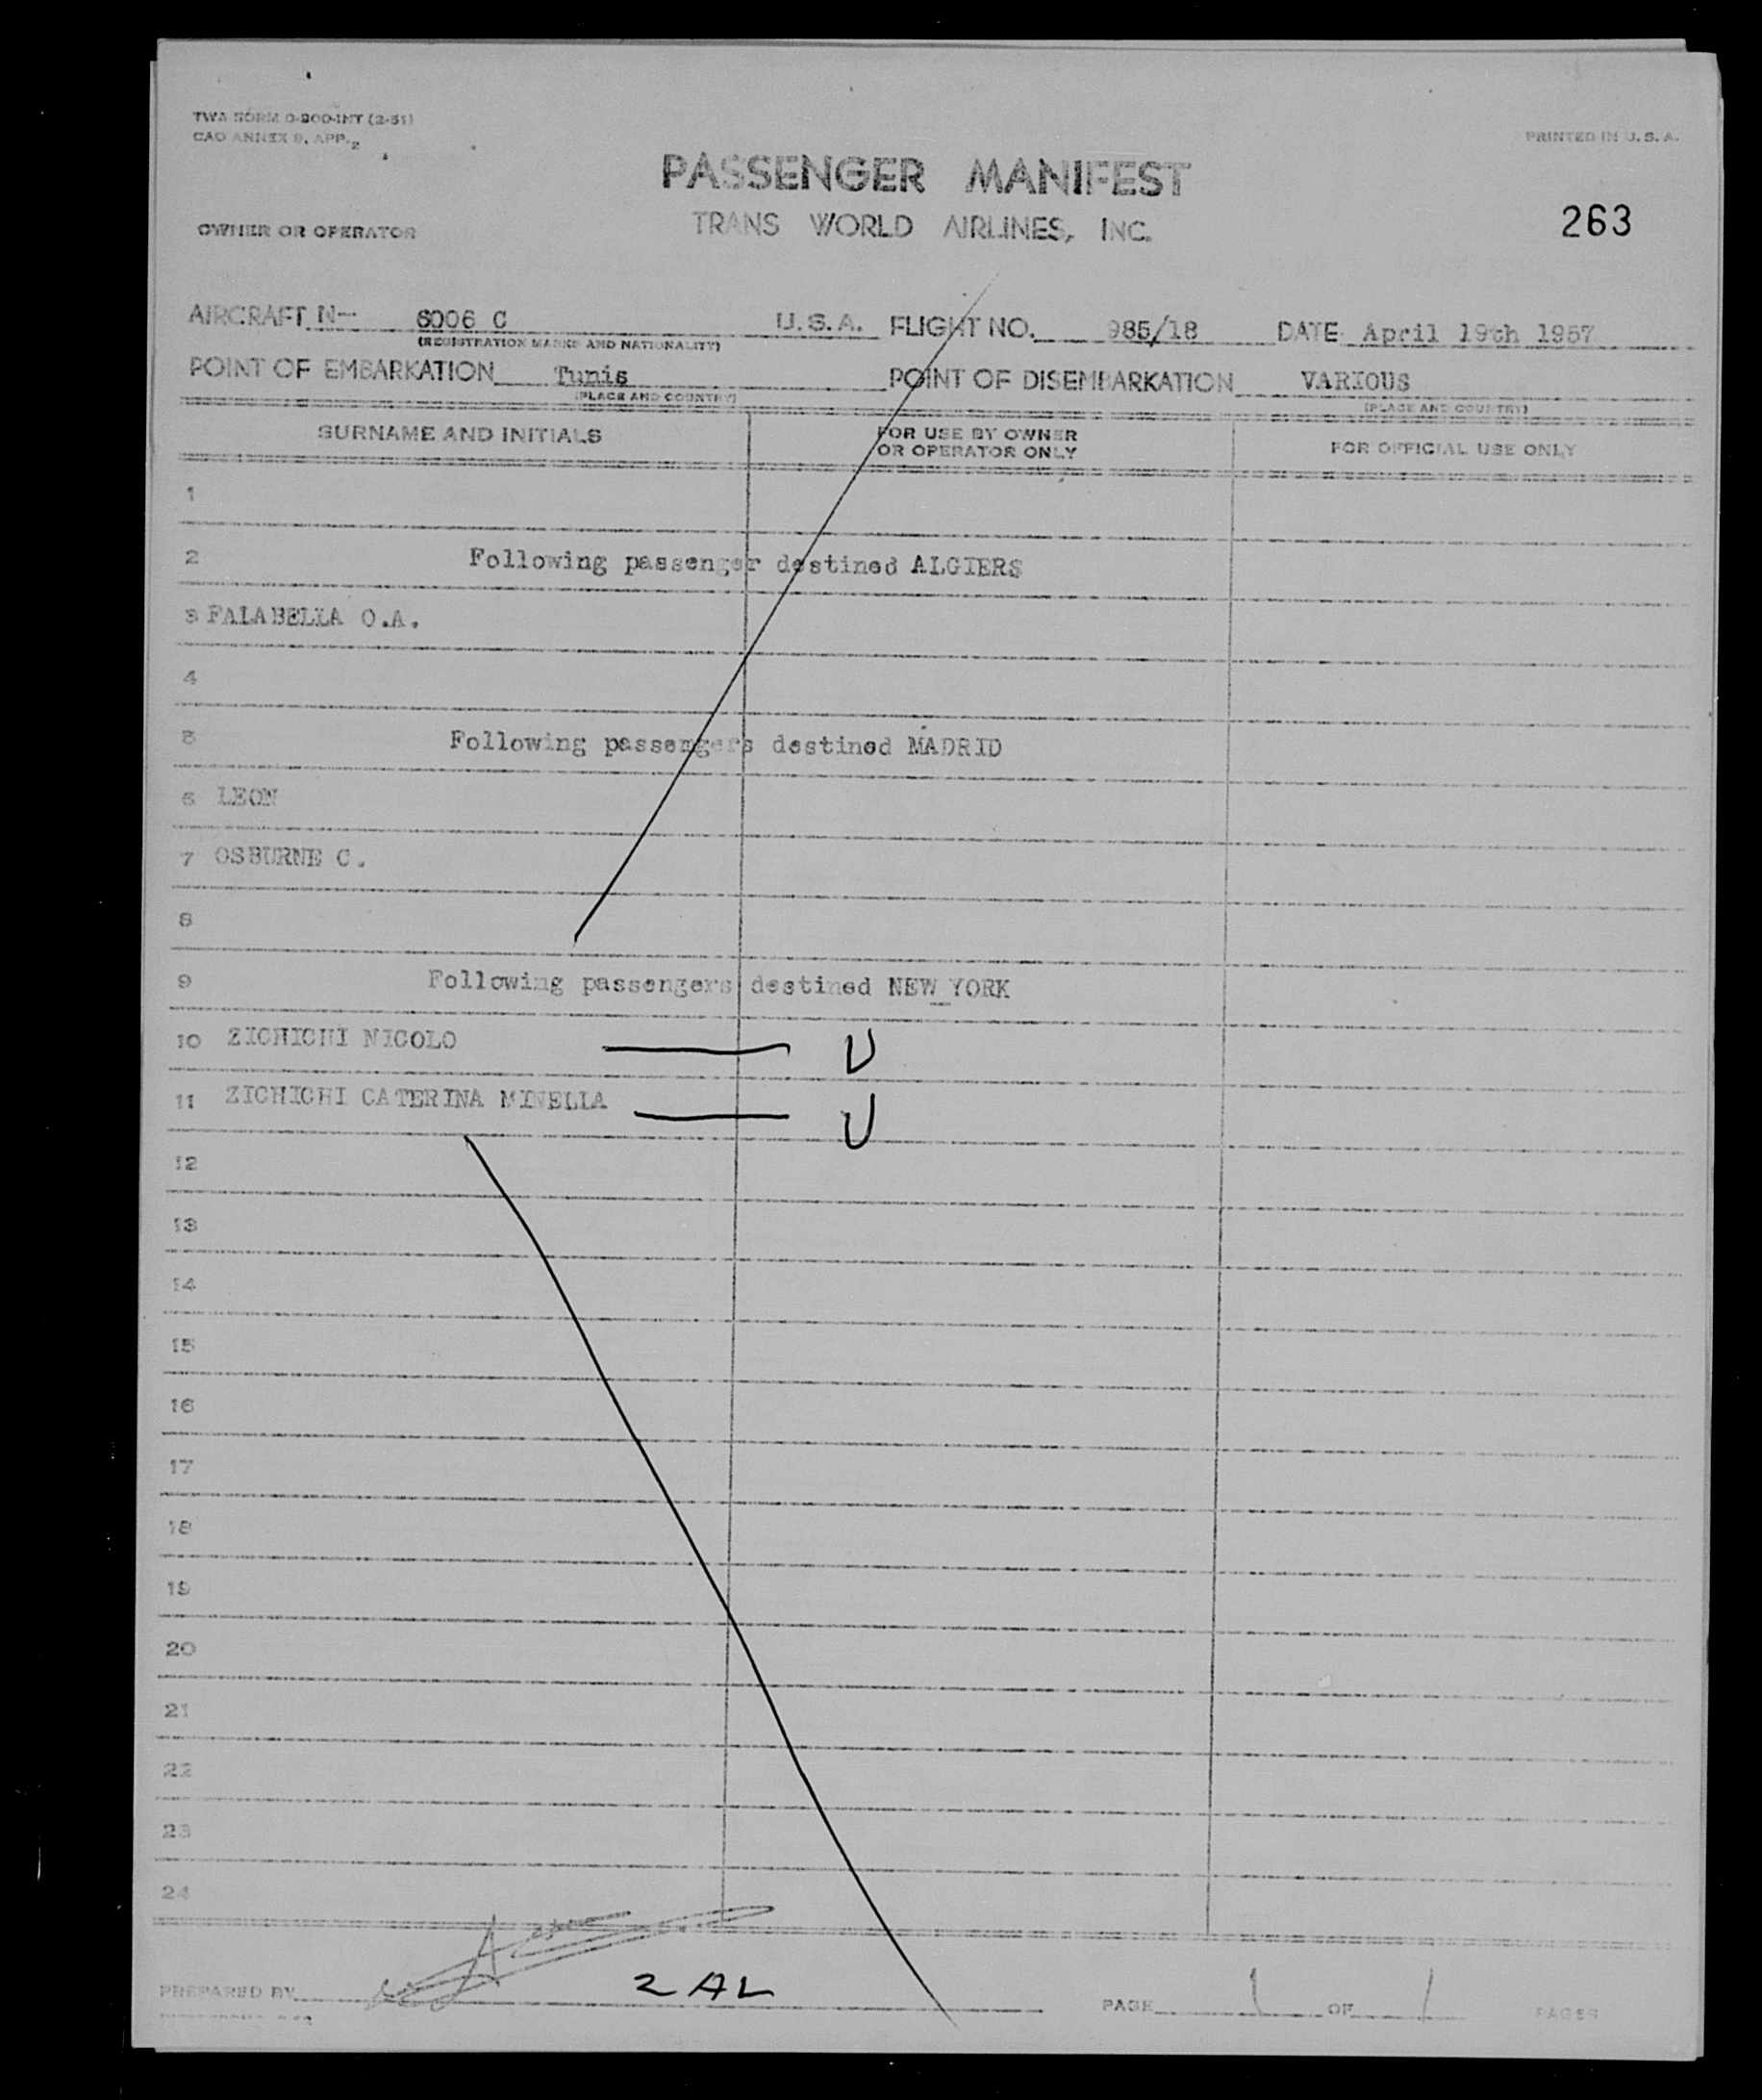 TWA FORM O-200-INT (2-51)
CAO ANNEX 9, APP. 2
PRINTED IN U. S. A.
PASSENGER MANIFEST
OWNER OR OPERATOR
TRANS WORLD AIRLINES, INC.
263
AIRCRAFT N- 6006 C U.S.A. FLIGHT NO. 985/18 DATE April 19th 1957
(REGISTRATION MARKS AND NATIONALITY)
POINT OF EMBARKATION Tunis POINT OF DISEMBARKATION VARIOUS
(PLACE AND COUNTRY) (PLACE AND COUNTRY)
SURNAME AND INITIALS FOR USE BY OWNER OR OPERATOR ONLY FOR OFFICIAL USE ONLY
1
2 Following passenger destined ALGIERS
3 FALABELLA O.A.
4
5 Following passengers destined MADRID
6 LEON
7 OSBURNE C.
8
9 Following passengers destined NEW YORK
10 ZICHICHI NICOLO U
11 ZICHICHI CATERINA MINELLA U
12
13
14
15
16
17
18
19
20
21
22
23
24
PREPARED BY 2 AL PAGE 1 OF 1 PAGES